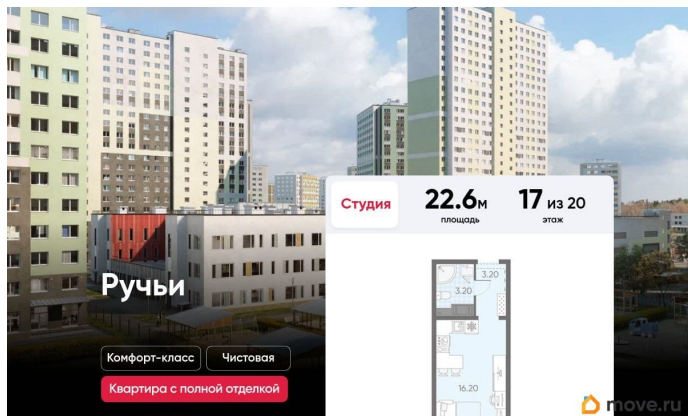 Студия
22.6м
площадь
17 из 20
этаж
3.20
3.20
Ручьи
Комфорт-класс
Чистовая
Квартира с полной отделкой
16.20
move.ru